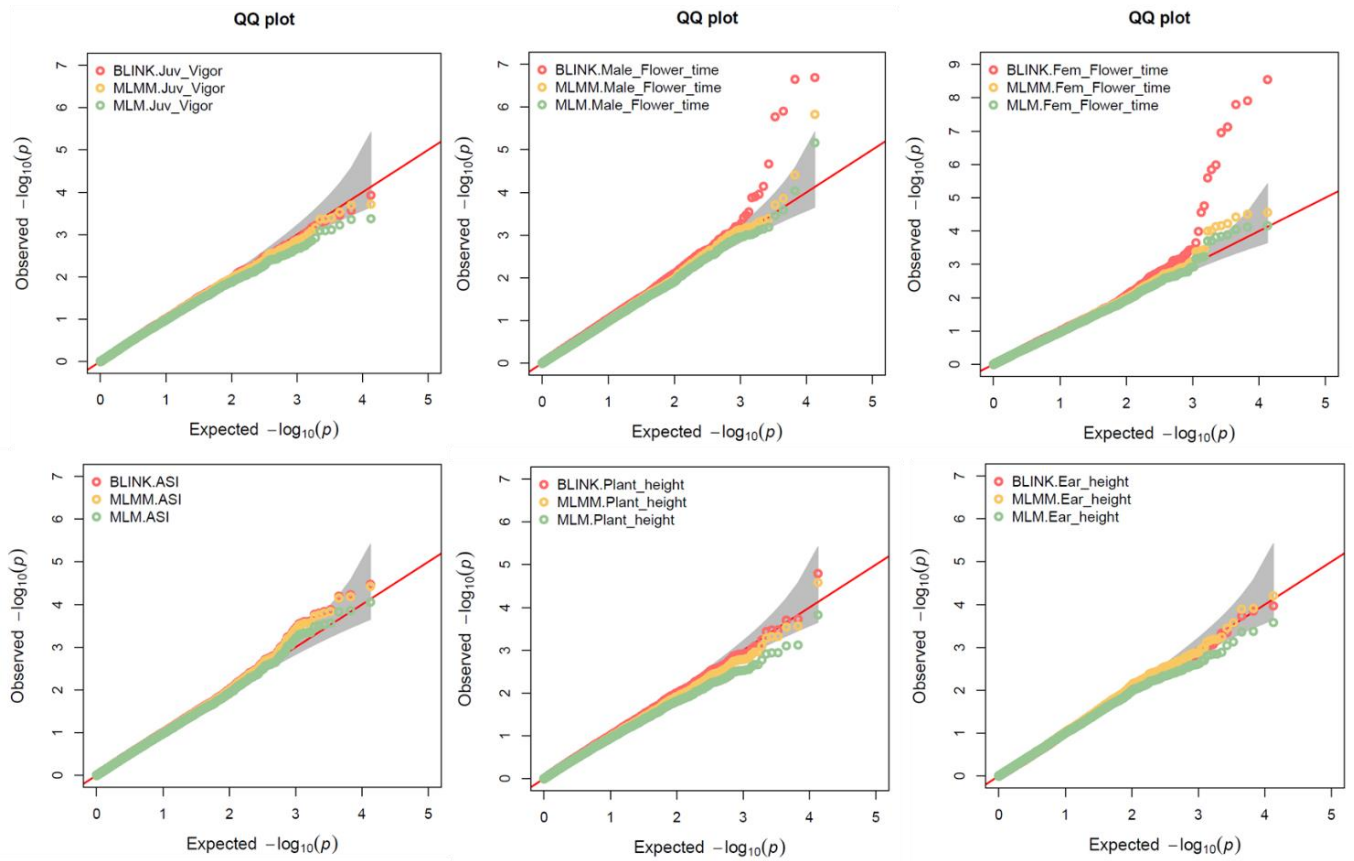 QQ plot
BLINK.Juv_Vigor
MLMM.Juv_Vigor
MLM.Juv_Vigor
Observed −log10(p)
0 1 2 3 4 5 6 7
0 1 2 3 4 5
Expected −log10(p)
QQ plot
BLINK.Male_Flower_time
MLMM.Male_Flower_time
MLM.Male_Flower_time
Observed −log10(p)
0 1 2 3 4 5 6 7
0 1 2 3 4 5
Expected −log10(p)
QQ plot
BLINK.Fem_Flower_time
MLMM.Fem_Flower_time
MLM.Fem_Flower_time
Observed −log10(p)
0 1 2 3 4 5 6 7 8 9
0 1 2 3 4 5
Expected −log10(p)
BLINK.ASI
MLMM.ASI
MLM.ASI
Observed −log10(p)
0 1 2 3 4 5 6 7
0 1 2 3 4 5
Expected −log10(p)
BLINK.Plant_height
MLMM.Plant_height
MLM.Plant_height
Observed −log10(p)
0 1 2 3 4 5 6 7
0 1 2 3 4 5
Expected −log10(p)
BLINK.Ear_height
MLMM.Ear_height
MLM.Ear_height
Observed −log10(p)
0 1 2 3 4 5 6 7
0 1 2 3 4 5
Expected −log10(p)